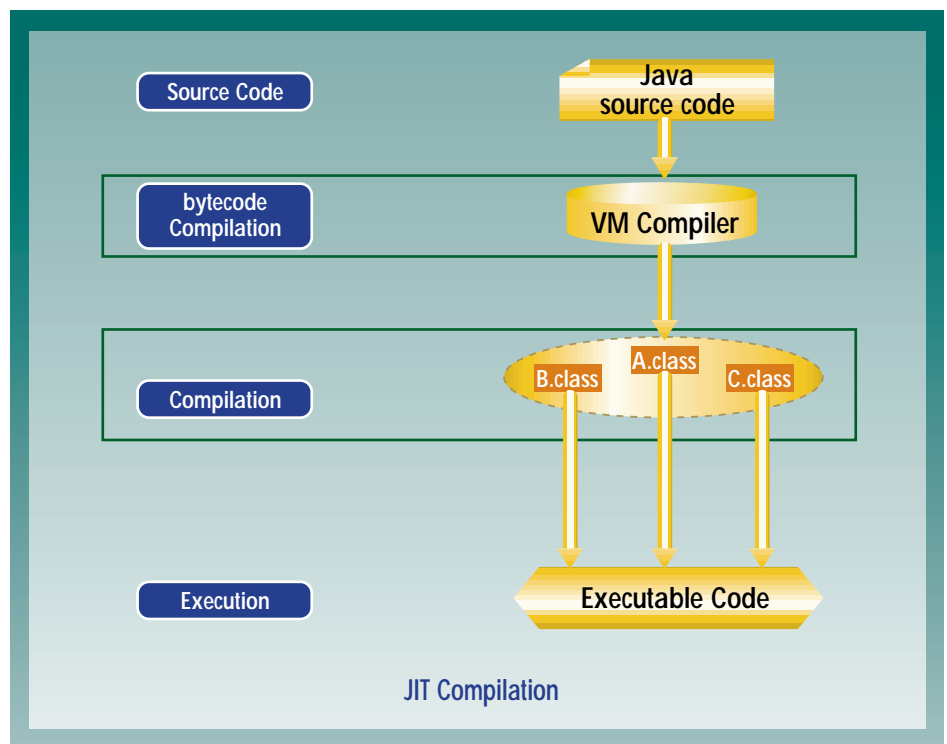 Source Code
Java
source code
bytecode
Compilation
VM Compiler
Compilation
B.class
A.class
C.class
Execution
Executable Code
JIT Compilation